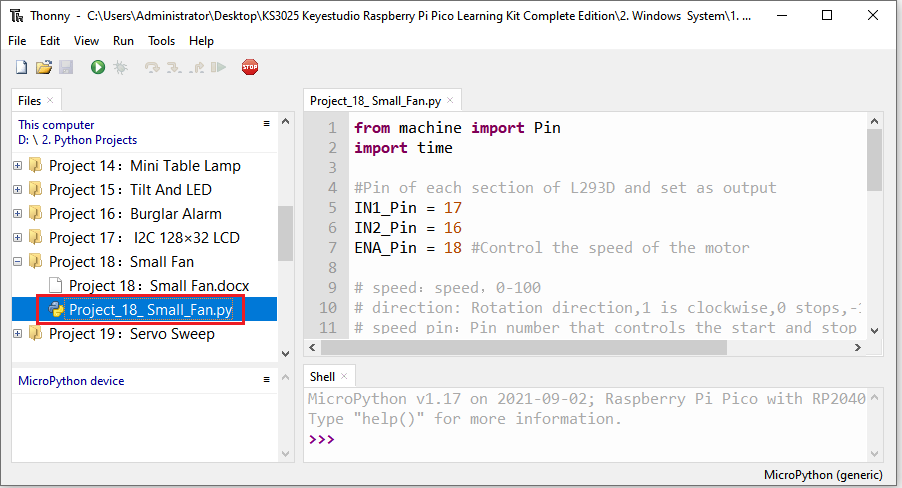 Thonny - C:\Users\Administrator\Desktop\KS3025 Keyestudio Raspberry Pi Pico Learning Kit Complete Edition\2. Windows System\1. ...
File Edit View Run Tools Help
STOP
Files
This computer
D: \ 2. Python Projects
Project 14：Mini Table Lamp
Project 15：Tilt And LED
Project 16：Burglar Alarm
Project 17： I2C 128×32 LCD
Project 18：Small Fan
Project 18：Small Fan.docx
Project_18_ Small_Fan.py
Project 19：Servo Sweep
MicroPython device
Project_18_ Small_Fan.py
1 from machine import Pin
2 import time
3
4 #Pin of each section of L293D and set as output
5 IN1_Pin = 17
6 IN2_Pin = 16
7 ENA_Pin = 18 #Control the speed of the motor
8
9 # speed：speed，0-100
10 # direction: Rotation direction,1 is clockwise,0 stops,-1
11 # speed pin：Pin number that controls the start and stop
Shell
MicroPython v1.17 on 2021-09-02; Raspberry Pi Pico with RP2040
Type "help()" for more information.
>>>
MicroPython (generic)